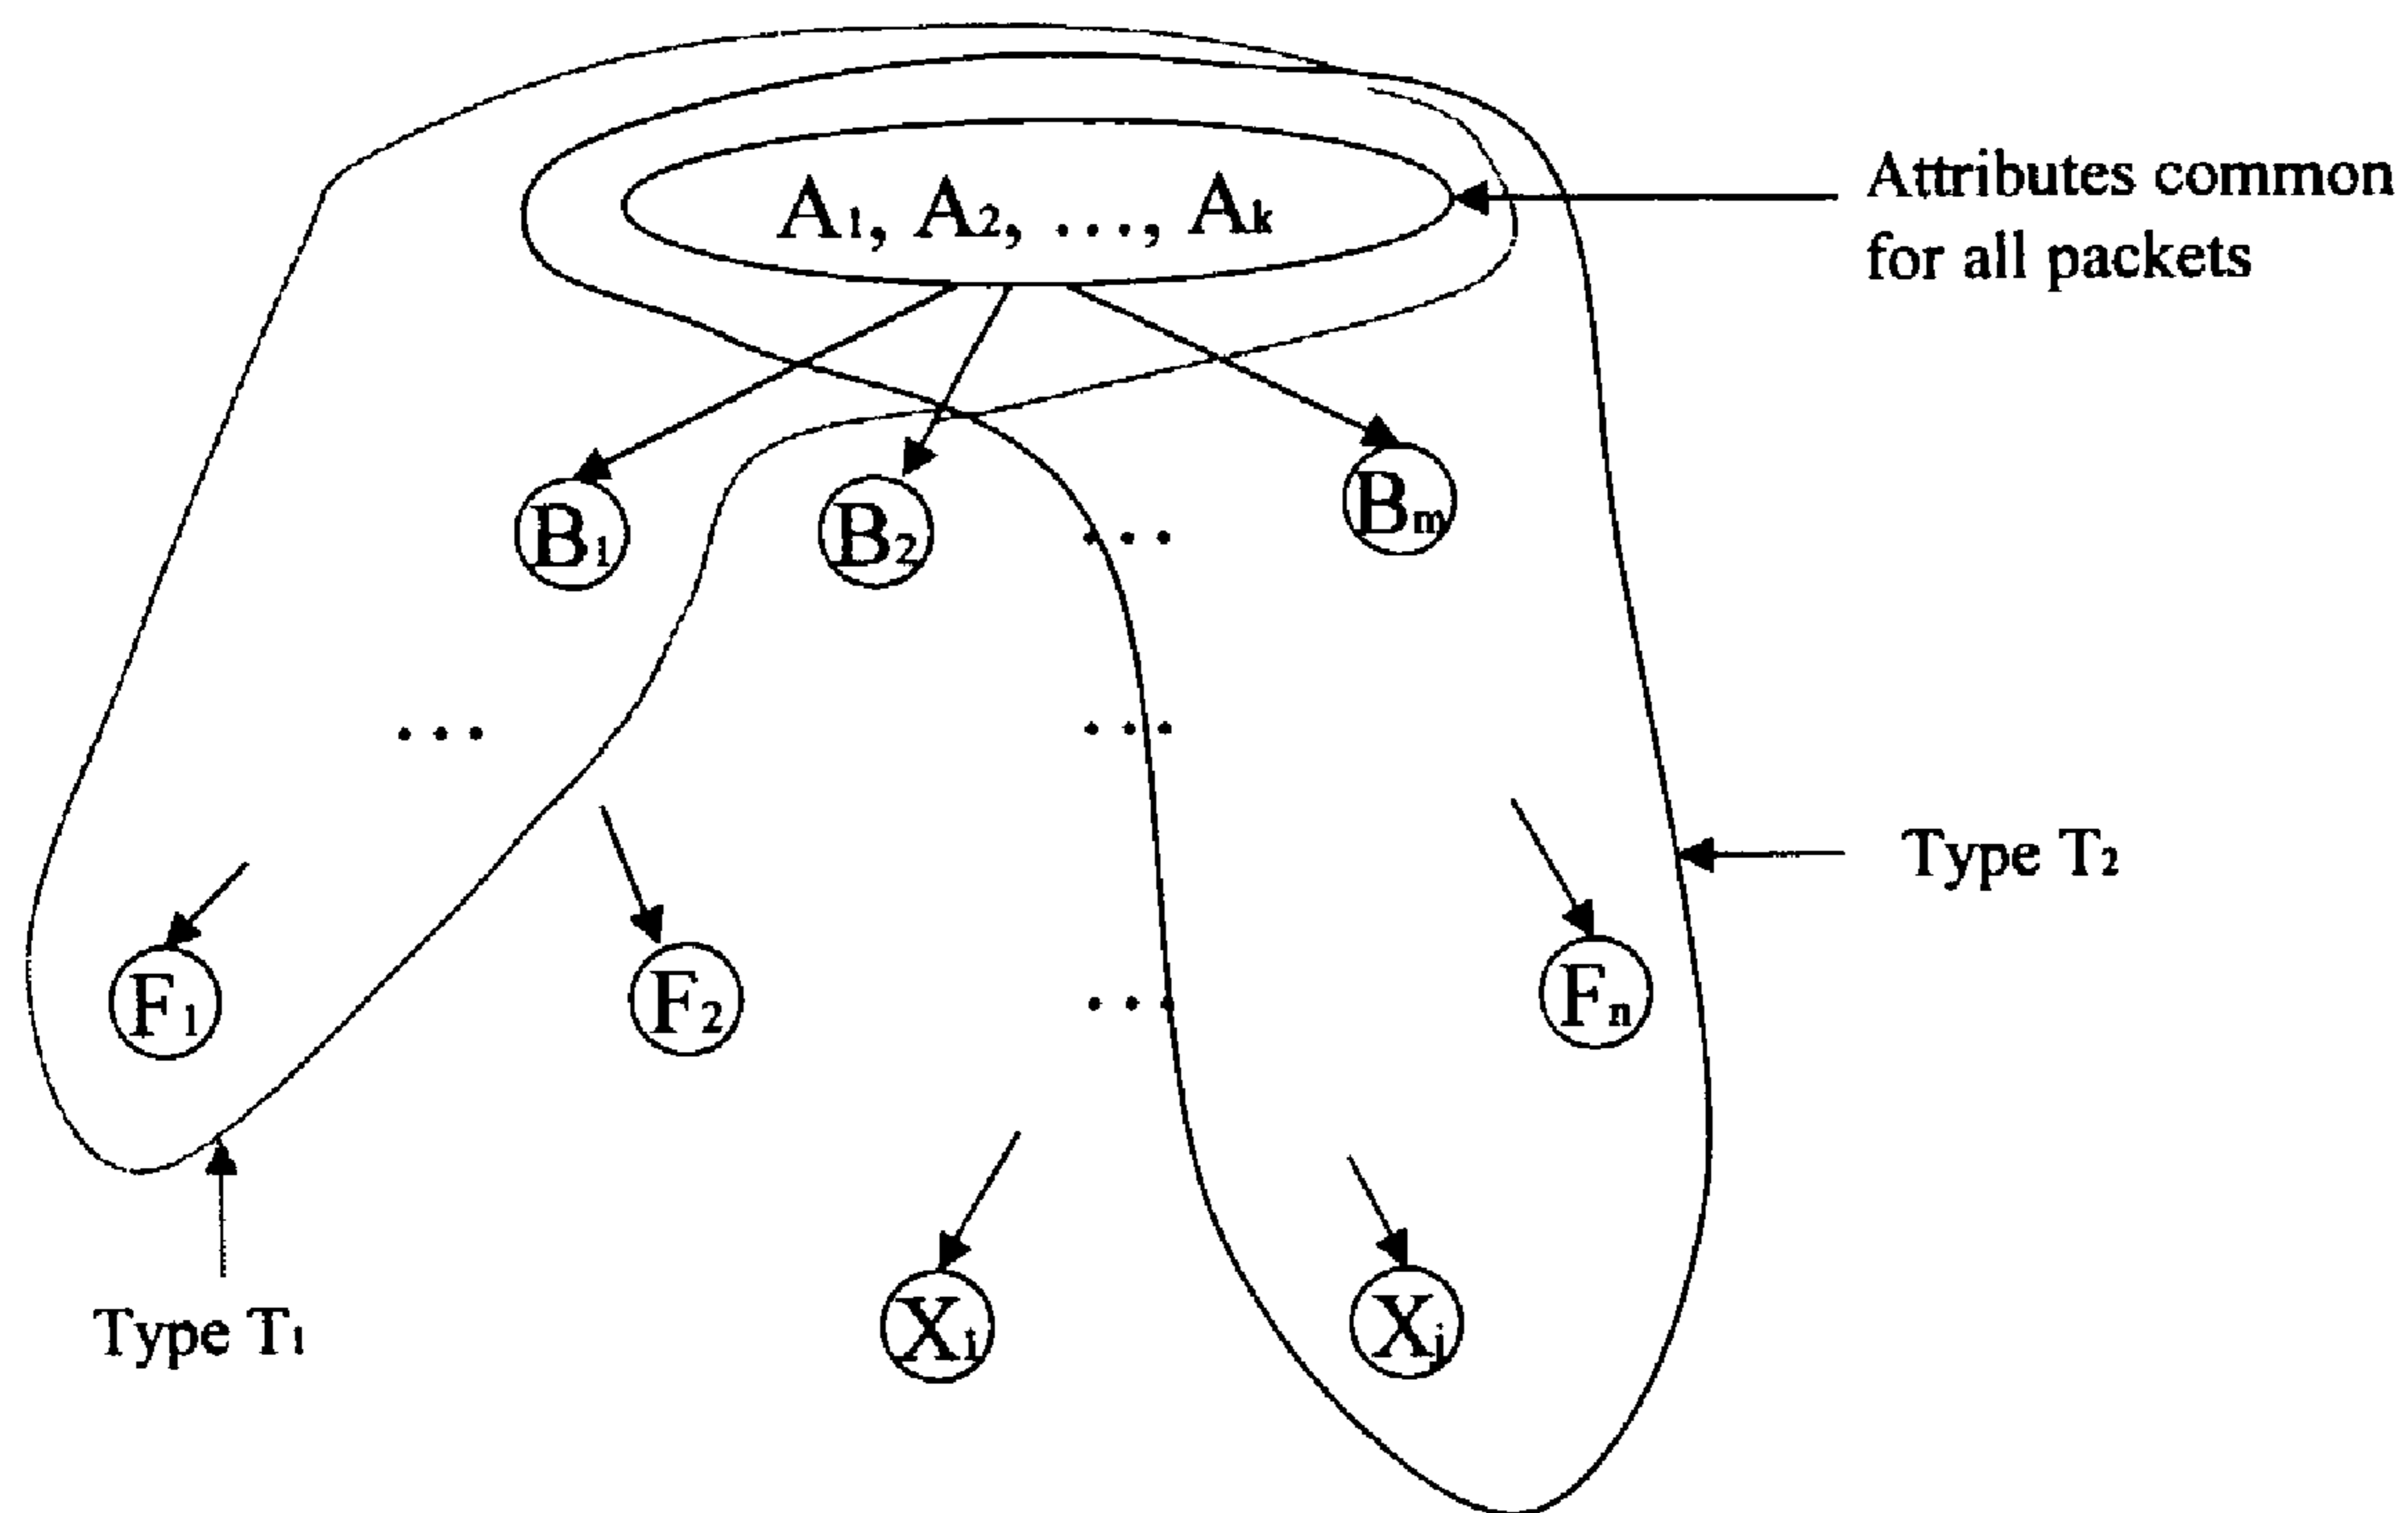 A1, A2, ..., Ak
Attributes common
for all packets
B1
B2
...
Bm
...
...
Type T2
F1
F2
...
Fn
Type T1
Xi
Xj